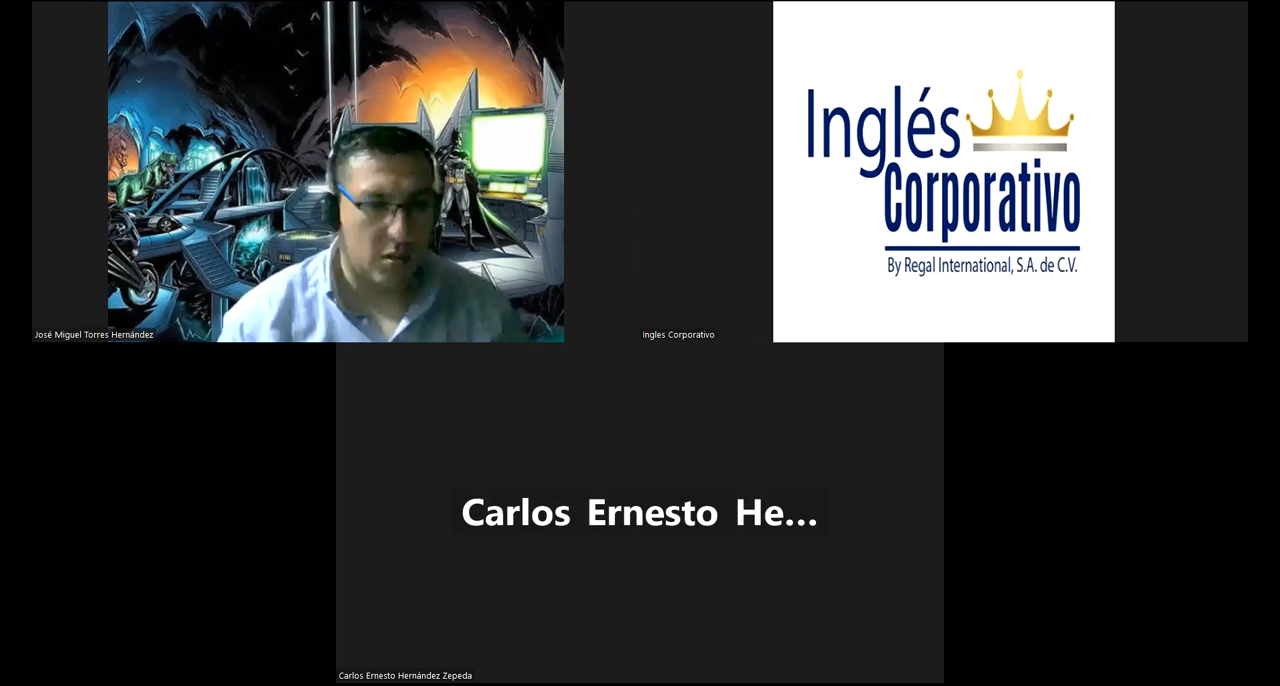 Inglés
Corporativo
By Regal International, S.A. de C.V.
José Miguel Torres Hernández
Ingles Corporativo
Carlos Ernesto He...
Carlos Ernesto Hernández Zepeda